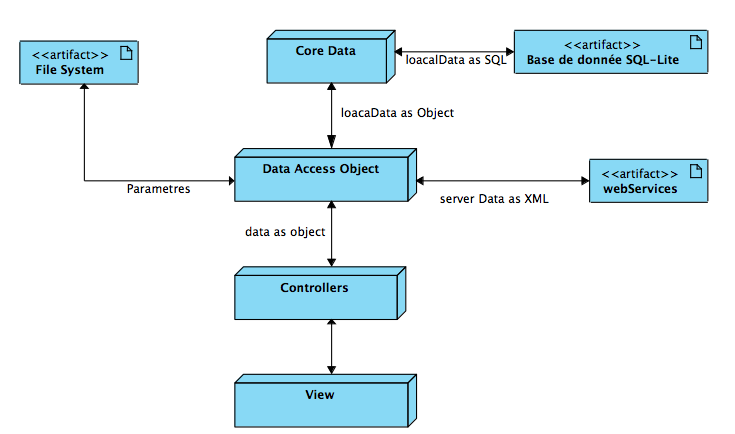 <<artifact>>
File System
Core Data
loacalData as SQL
<<artifact>>
Base de donnée SQL-Lite
loacaData as Object
Data Access Object
Parametres
server Data as XML
<<artifact>>
webServices
data as object
Controllers
View